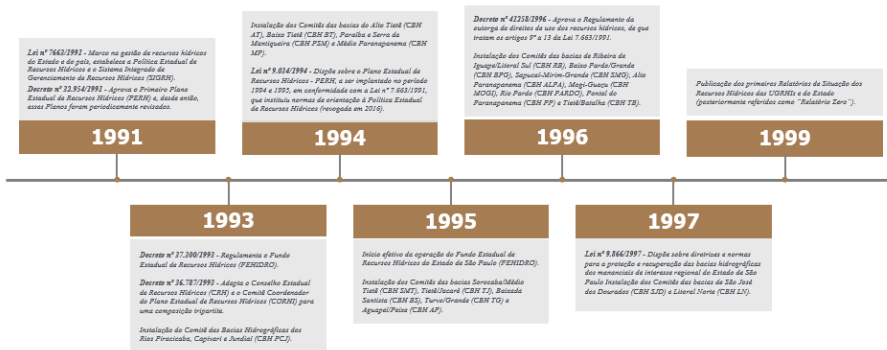 Lei nº 7663/1991 - Marco na gestão de recursos hídricos
do Estado e do país, estabelece a Política Estadual de
Recursos Hídricos e o Sistema Integrado de
Gerenciamento de Recursos Hídricos (SIGRH).
Decreto nº 32.954/1991 - Aprova o Primeiro Plano
Estadual de Recursos Hídricos (PERH) e, desde então,
esses Planos foram periodicamente revisados.
1991
Decreto nº 37.300/1993 - Regulamenta o Fundo
Estadual de Recursos Hídricos (FEHIDRO).
Decreto nº 36.787/1993 - Adapta o Conselho Estadual
de Recursos Hídricos (CRH) e o Comitê Coordenador
do Plano Estadual de Recursos Hídricos (CORHI) para
uma composição tripartite.
Instalação do Comitê das Bacias Hidrográficas dos
Rios Piracicaba, Capivari e Jundiaí (CBH PCJ).
1993
Instalação dos Comitês das bacias do Alto Tietê (CBH
AT), Baixo Tietê (CBH BT), Paraíba e Serra da
Mantiqueira (CBH PSM) e Médio Paranapanema (CBH
MP).
Lei nº 9.034/1994 - Dispõe sobre o Plano Estadual de
Recursos Hídricos - PERH, a ser implantado no período
1994 e 1995, em conformidade com a Lei nº 7.663/1991,
que instituiu normas de orientação à Política Estadual
de Recursos Hídricos (revogada em 2016).
1994
1995
Início efetivo da operação do Fundo Estadual de
Recursos Hídricos do Estado de São Paulo (FEHIDRO).
Instalação dos Comitês das bacias Sorocaba/Médio
Tietê (CBH SMT), Tietê/Jacaré (CBH TJ), Baixada
Santista (CBH BS), Turvo/Grande (CBH TG) e
Aguapeí/Peixe (CBH AP).
Decreto nº 41258/1996 - Aprova o Regulamento da
outorga de direitos de uso dos recursos hídricos, de que
tratam os artigos 9º a 13 da Lei 7.663/1991.
Instalação dos Comitês das bacias de Ribeira de
Iguape/Litoral Sul (CBH RB), Baixo Pardo/Grande
(CBH BPG), Sapucaí-Mirim-Grande (CBH SMG), Alto
Paranapanema (CBH ALPA), Mogi-Guaçu (CBH
MOGI), Rio Pardo (CBH PARDO), Pontal do
Paranapanema (CBH PP) e Tietê/Batalha (CBH TB).
1996
1997
Lei nº 9.866/1997 - Dispõe sobre diretrizes e normas
para a proteção e recuperação das bacias hidrográficas
dos mananciais de interesse regional do Estado de São
Paulo Instalação dos Comitês das bacias de São José
dos Dourados (CBH SJD) e Litoral Norte (CBH LN).
Publicação dos primeiros Relatórios de Situação dos
Recursos Hídricos das UGRHIs e do Estado
(posteriormente referidos como "Relatório Zero").
1999